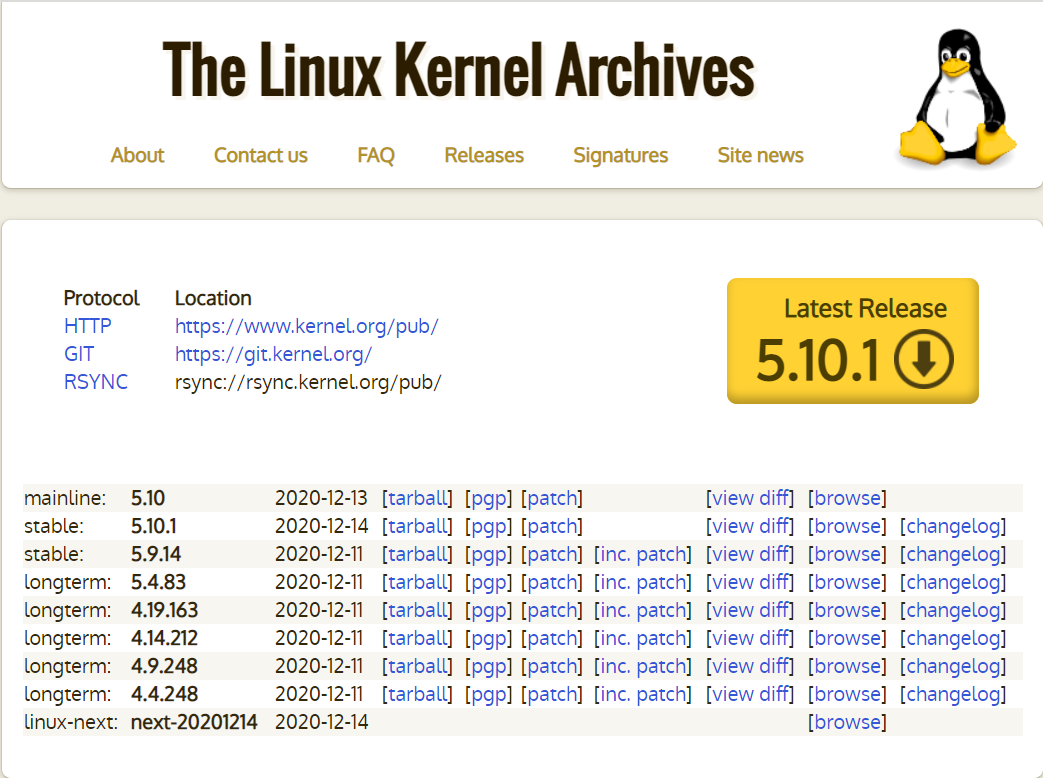 The Linux Kernel Archives
About Contact us FAQ Releases Signatures Site news
Protocol Location
HTTP https://www.kernel.org/pub/
GIT https://git.kernel.org/
RSYNC rsync://rsync.kernel.org/pub/
Latest Release
5.10.1
mainline: 5.10 2020-12-13 [tarball] [pgp] [patch] [view diff] [browse]
stable: 5.10.1 2020-12-14 [tarball] [pgp] [patch] [view diff] [browse] [changelog]
stable: 5.9.14 2020-12-11 [tarball] [pgp] [patch] [inc. patch] [view diff] [browse] [changelog]
longterm: 5.4.83 2020-12-11 [tarball] [pgp] [patch] [inc. patch] [view diff] [browse] [changelog]
longterm: 4.19.163 2020-12-11 [tarball] [pgp] [patch] [inc. patch] [view diff] [browse] [changelog]
longterm: 4.14.212 2020-12-11 [tarball] [pgp] [patch] [inc. patch] [view diff] [browse] [changelog]
longterm: 4.9.248 2020-12-11 [tarball] [pgp] [patch] [inc. patch] [view diff] [browse] [changelog]
longterm: 4.4.248 2020-12-11 [tarball] [pgp] [patch] [inc. patch] [view diff] [browse] [changelog]
linux-next: next-20201214 2020-12-14 [browse]